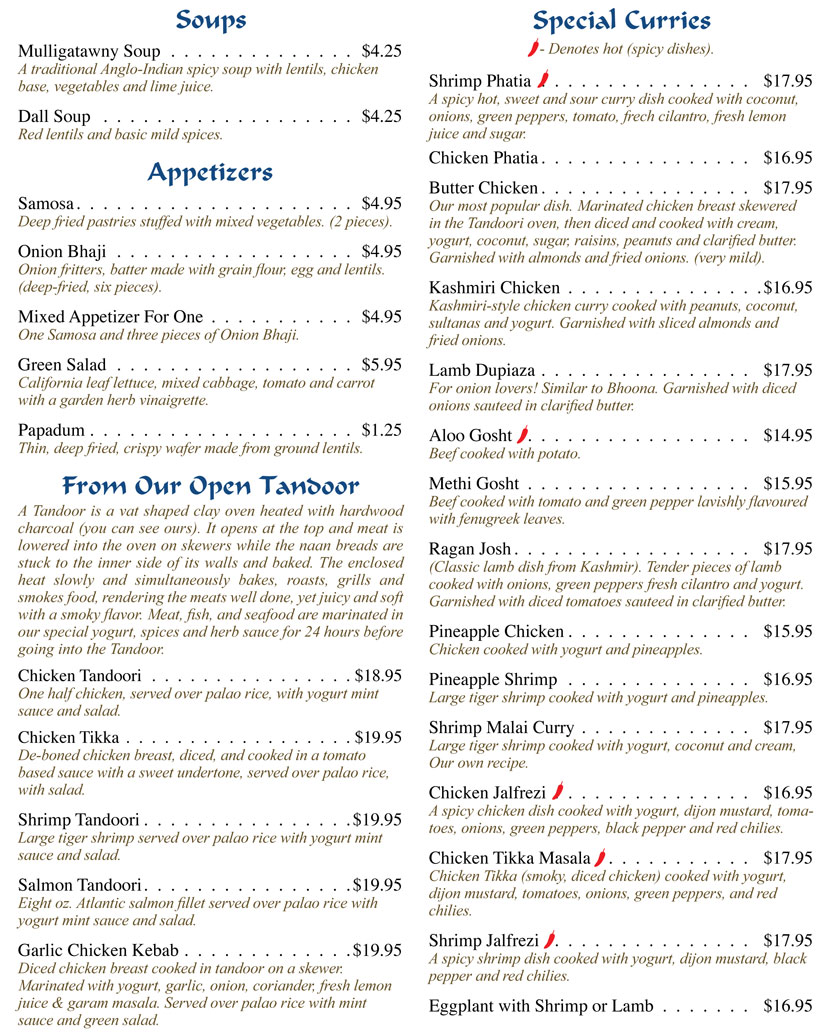 Soups
Mulligatawny Soup . . . . . . . . . . . . . . . . $4.25
A traditional Anglo-Indian spicy soup with lentils, chicken
base, vegetables and lime juice.
Dall Soup . . . . . . . . . . . . . . . . . . . $4.25
Red lentils and basic mild spices.
Appetizers
Samosa. . . . . . . . . . . . . . . . . . . . . $4.95
Deep fried pastries stuffed with mixed vegetables. (2 pieces).
Onion Bhaji . . . . . . . . . . . . . . . . . . $4.95
Onion fritters, batter made with grain flour, egg and lentils.
(deep-fried, six pieces).
Mixed Appetizer For One . . . . . . . . . . . $4.95
One Samosa and three pieces of Onion Bhaji.
Green Salad . . . . . . . . . . . . . . . . . . $5.95
California leaf lettuce, mixed cabbage, tomato and carrot
with a garden herb vinaigrette.
Papadum . . . . . . . . . . . . . . . . . . . . $1.25
Thin, deep fried, crispy wafer made from ground lentils.
From Our Open Tandoor
A Tandoor is a vat shaped clay oven heated with hardwood
charcoal (you can see ours). It opens at the top and meat is
lowered into the oven on skewers while the naan breads are
stuck to the inner side of its walls and baked. The enclosed
heat slowly and simultaneously bakes, roasts, grills and
smokes food, rendering the meats well done, yet juicy and soft
with a smoky flavor. Meat, fish, and seafood are marinated in
our special yogurt, spices and herb sauce for 24 hours before
going into the Tandoor.
Chicken Tandoori . . . . . . . . . . . . . . . $18.95
One half chicken, served over palao rice, with yogurt mint
sauce and salad.
Chicken Tikka . . . . . . . . . . . . . . . . . $19.95
De-boned chicken breast, diced, and cooked in a tomato
based sauce with a sweet undertone, served over palao rice,
with salad.
Shrimp Tandoori . . . . . . . . . . . . . . . . $19.95
Large tiger shrimp served over palao rice with yogurt mint
sauce and salad.
Salmon Tandoori. . . . . . . . . . . . . . . . $19.95
Eight oz. Atlantic salmon fillet served over palao rice with
yogurt mint sauce and salad.
Garlic Chicken Kebab . . . . . . . . . . . . . $19.95
Diced chicken breast cooked in tandoor on a skewer.
Marinated with yogurt, garlic, onion, coriander, fresh lemon
juice & garam masala. Served over palao rice with mint
sauce and green salad.
Special Curries
- Denotes hot (spicy dishes).
Shrimp Phatia . . . . . . . . . . . . . . . . $17.95
A spicy hot, sweet and sour curry dish cooked with coconut,
onions, green peppers, tomato, frech cilantro, fresh lemon
juice and sugar.
Chicken Phatia. . . . . . . . . . . . . . . . $16.95
Butter Chicken. . . . . . . . . . . . . . . . $17.95
Our most popular dish. Marinated chicken breast skewered
in the Tandoori oven, then diced and cooked with cream,
yogurt, coconut, sugar, raisins, peanuts and clarified butter.
Garnished with almonds and fried onions. (very mild).
Kashmiri Chicken . . . . . . . . . . . . . . . $16.95
Kashmiri-style chicken curry cooked with peanuts, coconut,
sultanas and yogurt. Garnished with sliced almonds and
fried onions.
Lamb Dupiaza . . . . . . . . . . . . . . . . $17.95
For onion lovers! Similar to Bhoona. Garnished with diced
onions sauteed in clarified butter.
Aloo Gosht . . . . . . . . . . . . . . . . . $14.95
Beef cooked with potato.
Methi Gosht . . . . . . . . . . . . . . . . . $15.95
Beef cooked with tomato and green pepper lavishly flavoured
with fenugreek leaves.
Ragan Josh . . . . . . . . . . . . . . . . . . $17.95
(Classic lamb dish from Kashmir). Tender pieces of lamb
cooked with onions, green peppers fresh cilantro and yogurt.
Garnished with diced tomatoes sauteed in clarified butter.
Pineapple Chicken . . . . . . . . . . . . . . $15.95
Chicken cooked with yogurt and pineapples.
Pineapple Shrimp . . . . . . . . . . . . . . $16.95
Large tiger shrimp cooked with yogurt and pineapples.
Shrimp Malai Curry . . . . . . . . . . . . . $17.95
Large tiger shrimp cooked with yogurt, coconut and cream,
Our own recipe.
Chicken Jalfrezi . . . . . . . . . . . . . . $16.95
A spicy chicken dish cooked with yogurt, dijon mustard, toma-
toes, onions, green peppers, black pepper and red chilies.
Chicken Tikka Masala . . . . . . . . . . . $17.95
Chicken Tikka (smoky, diced chicken) cooked with yogurt,
dijon mustard, tomatoes, onions, green peppers, and red
chilies.
Shrimp Jalfrezi . . . . . . . . . . . . . . . $17.95
A spicy shrimp dish cooked with yogurt, dijon mustard, black
pepper and red chilies.
Eggplant with Shrimp or Lamb . . . . . . . $16.95